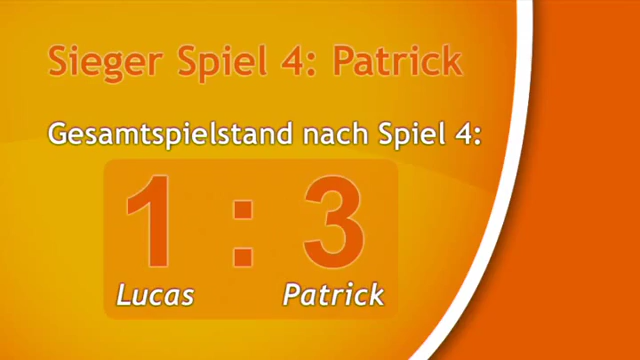 Sieger Spiel 4: Patrick
Gesamtspielstand nach Spiel 4:
1 : 3
Lucas Patrick